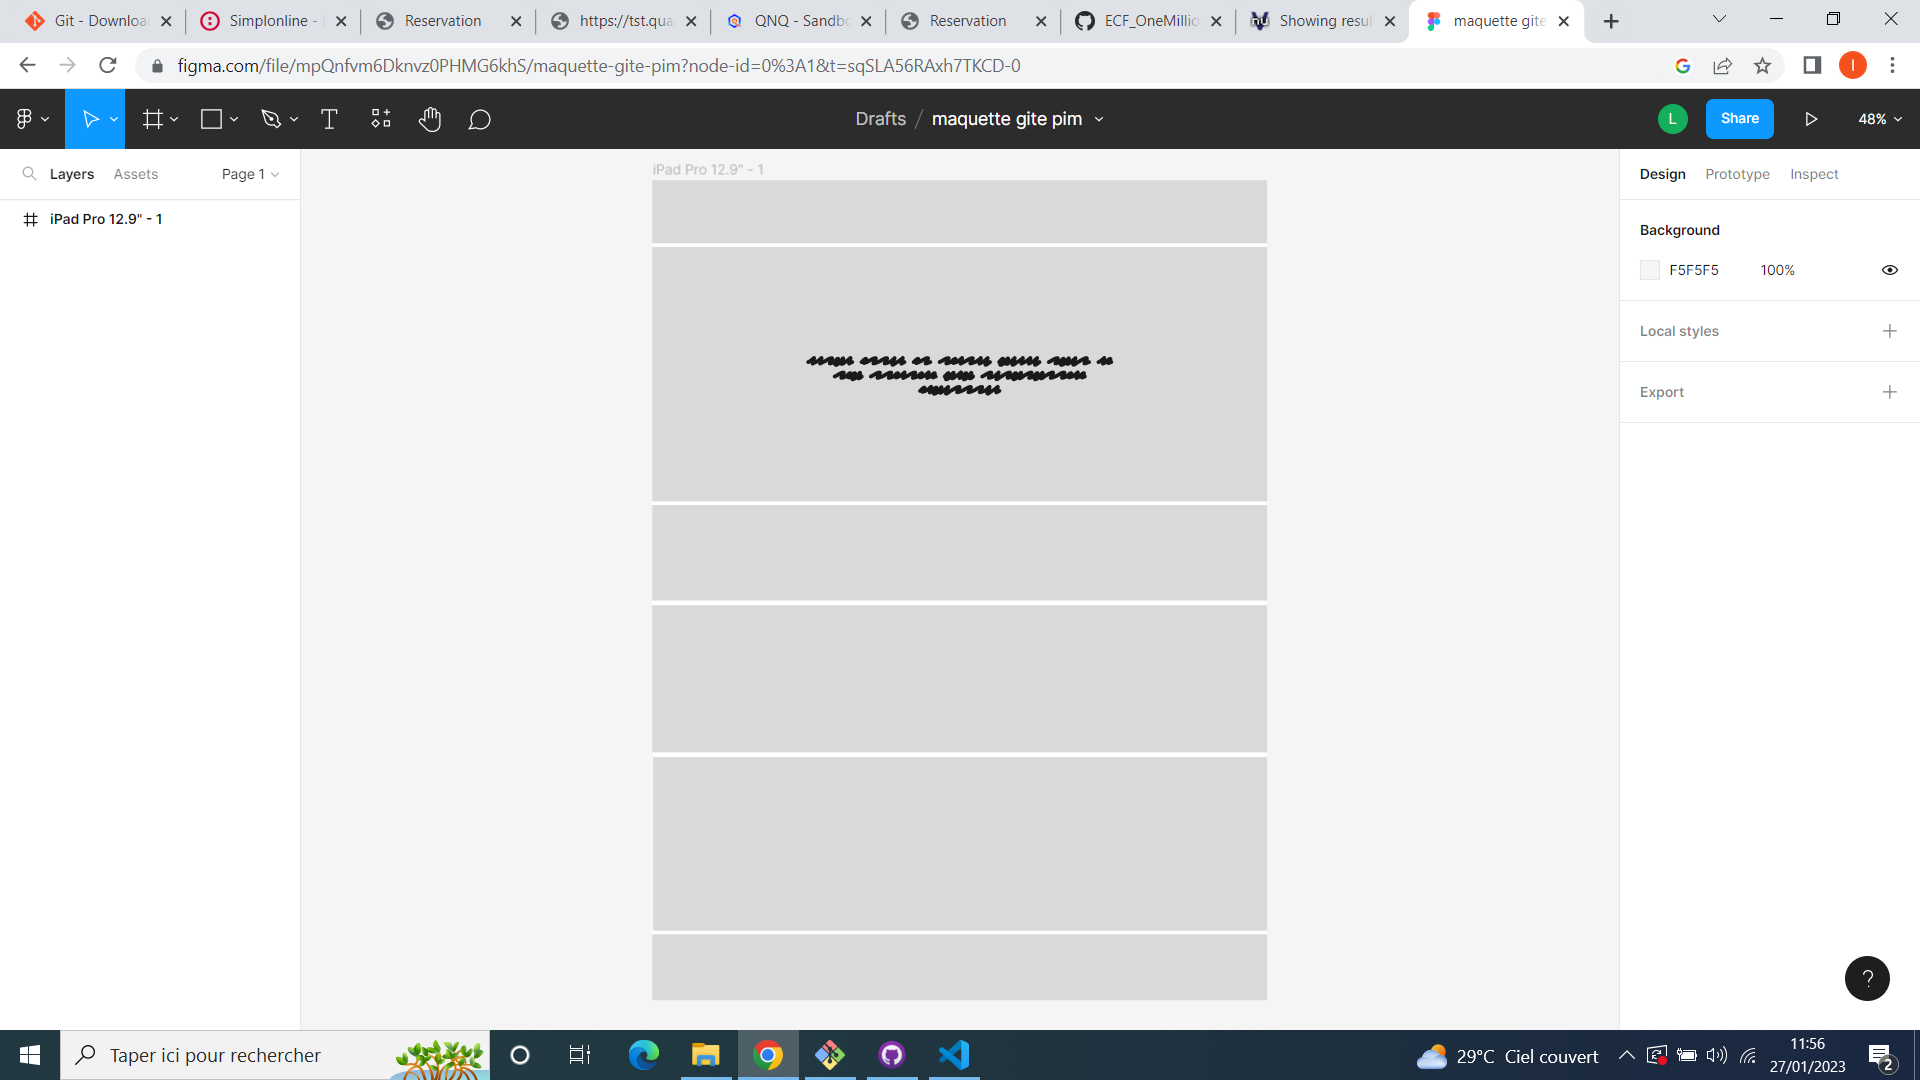 Git - Downloa
Simplonline -
Reservation
https://tst.qua
QNQ - Sandbo
Reservation
ECF_OneMillio
Showing resul
maquette gite
figma.com/file/mpQnfvm6Dknvz0PHMG6khS/maquette-gite-pim?node-id=0%3A1&t=sqSLA56RAxh7TKCD-0
I
Drafts / maquette gite pim
L
Share
48%
Layers
Assets
Page 1
iPad Pro 12.9" - 1
iPad Pro 12.9" - 1
Design
Prototype
Inspect
Background
F5F5F5
100%
Local styles
Export
?
Taper ici pour rechercher
29°C Ciel couvert
11:56
27/01/2023
2